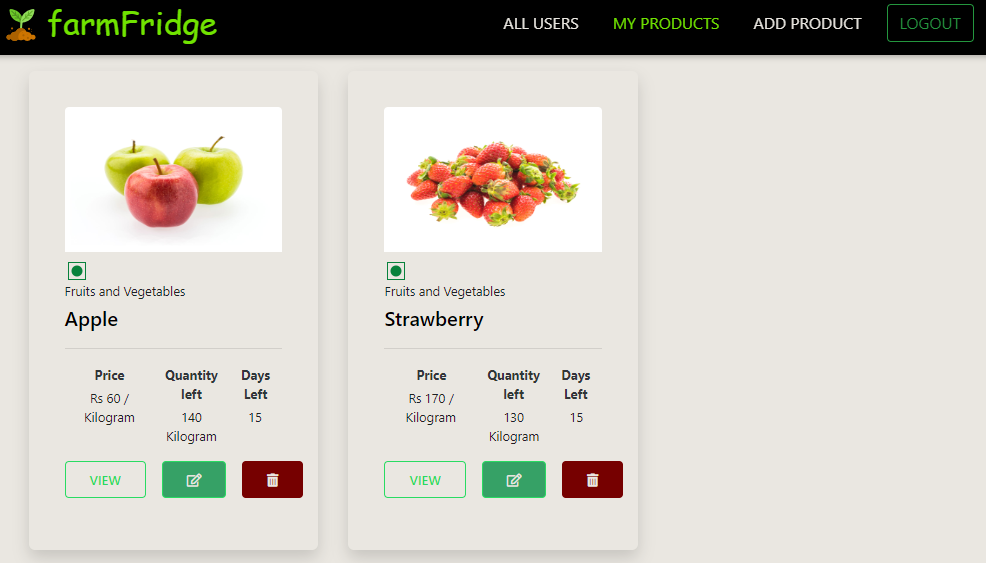 farmFridge
ALL USERS MY PRODUCTS ADD PRODUCT LOGOUT
Fruits and Vegetables
Apple
Price Quantity left Days Left
Rs 60 / Kilogram 140 Kilogram 15
VIEW
Fruits and Vegetables
Strawberry
Price Quantity left Days Left
Rs 170 / Kilogram 130 Kilogram 15
VIEW